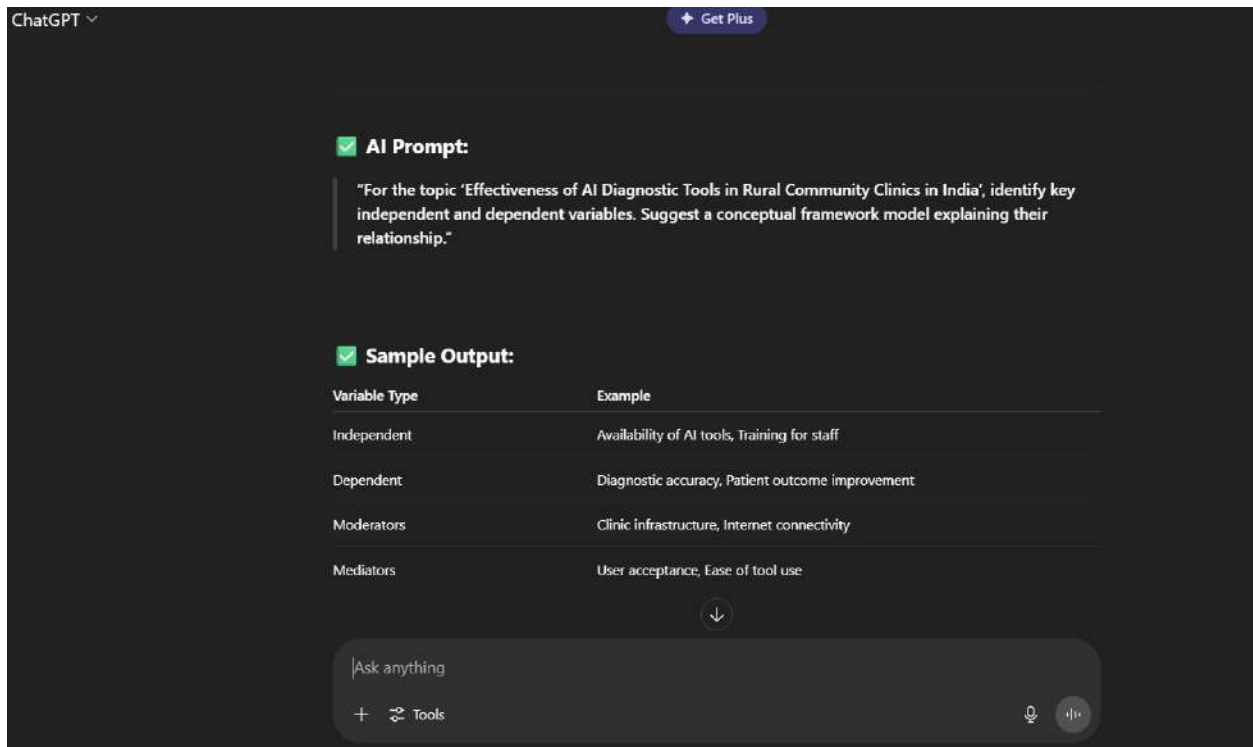 ChatGPT
Get Plus
AI Prompt:
"For the topic 'Effectiveness of AI Diagnostic Tools in Rural Community Clinics in India', identify key
independent and dependent variables. Suggest a conceptual framework model explaining their
relationship."
Sample Output:
Variable Type Example
Independent Availability of AI tools, Training for staff
Dependent Diagnostic accuracy, Patient outcome improvement
Moderators Clinic infrastructure, Internet connectivity
Mediators User acceptance, Ease of tool use
Ask anything
Tools